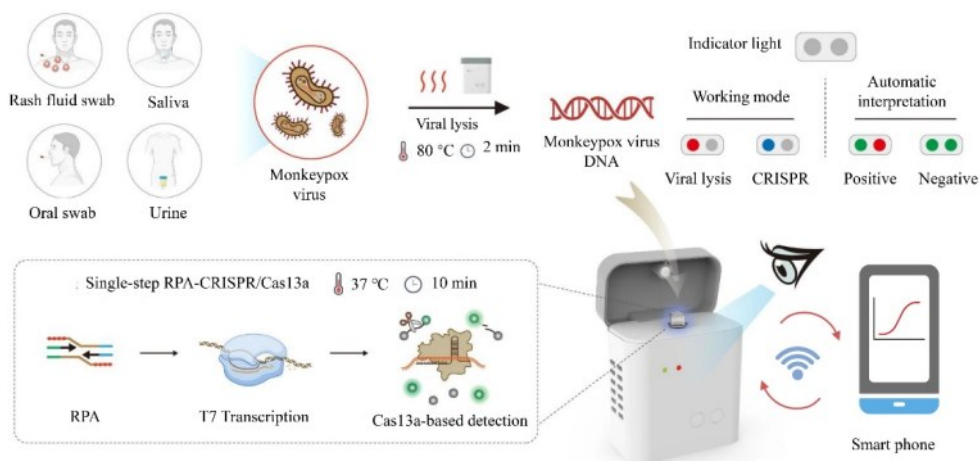 Rash fluid swab
Saliva
Oral swab
Urine
Monkeypox
virus
Viral lysis
80 °C 2 min
Monkeypox virus
DNA
Indicator light
Working mode
Automatic
interpretation
Viral lysis
CRISPR
Positive
Negative
Single-step RPA-CRISPR/Cas13a 37 °C 10 min
RPA
T7 Transcription
Cas13a-based detection
Smart phone